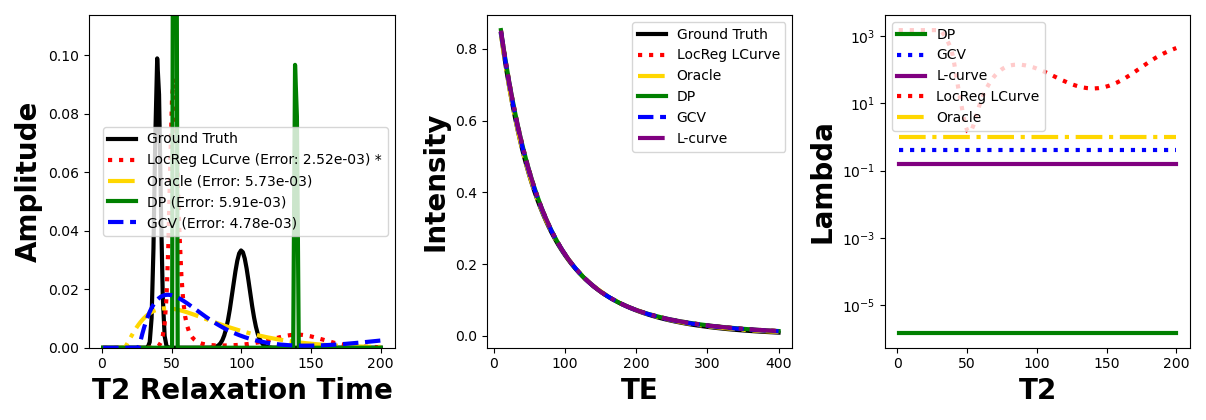 Amplitude
0.10
0.08
0.06
0.04
0.02
0.00
Ground Truth
LocReg LCurve (Error: 2.52e-03) *
Oracle (Error: 5.73e-03)
DP (Error: 5.91e-03)
GCV (Error: 4.78e-03)
0 50 100 150 200
T2 Relaxation Time
Intensity
0.8
0.6
0.4
0.2
0.0
Ground Truth
LocReg LCurve
Oracle
DP
GCV
L-curve
0 100 200 300 400
TE
Lambda
10³
10¹
10⁻¹
10⁻³
10⁻⁵
DP
GCV
L-curve
LocReg LCurve
Oracle
0 50 100 150 200
T2